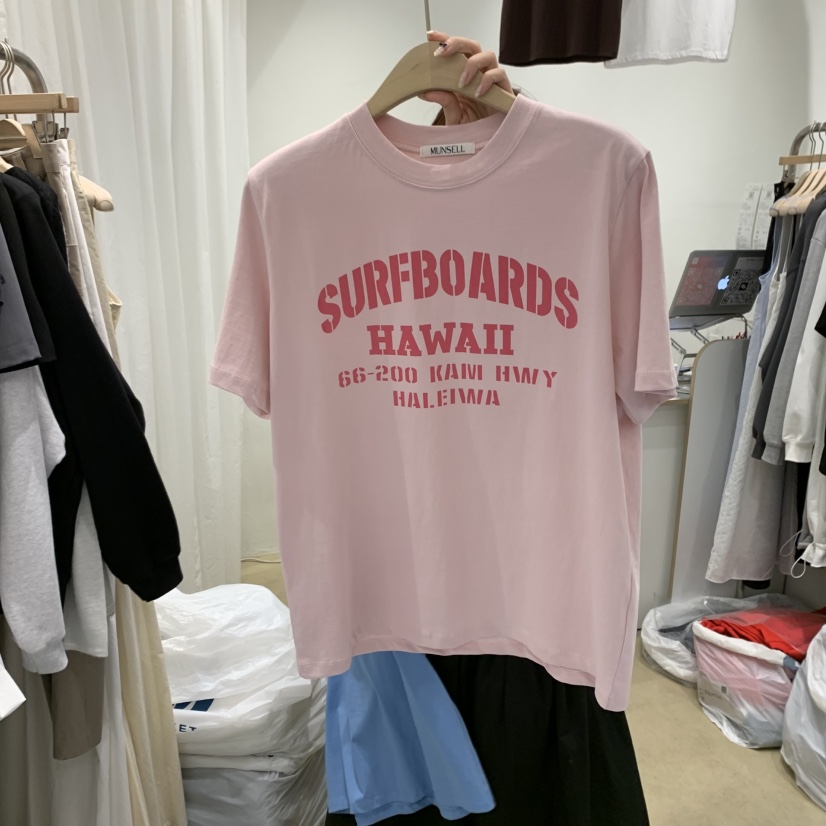 MUNSELL
SURFBOARDS
HAWAII
66-200 KAM HWY
HALEIWA